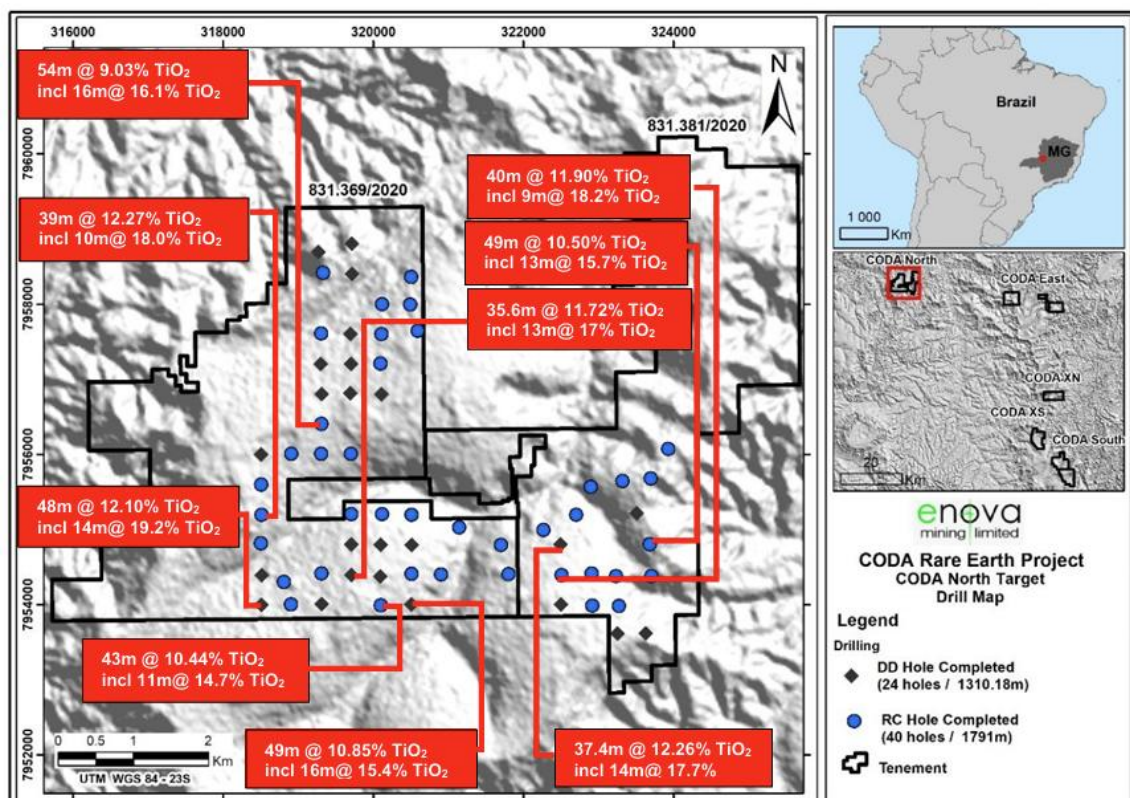 316000 318000 320000 322000 324000
54m @ 9.03% TiO₂
incl 16m@ 16.1% TiO₂
39m @ 12.27% TiO₂
incl 10m@ 18.0% TiO₂
48m @ 12.10% TiO₂
incl 14m@ 19.2% TiO₂
43m @ 10.44% TiO₂
incl 11m@ 14.7% TiO₂
49m @ 10.85% TiO₂
incl 16m@ 15.4% TiO₂
37.4m @ 12.26% TiO₂
incl 14m@ 17.7%
40m @ 11.90% TiO₂
incl 9m@ 18.2% TiO₂
49m @ 10.50% TiO₂
incl 13m@ 15.7% TiO₂
35.6m @ 11.72% TiO₂
incl 13m@ 17% TiO₂
831.369/2020
831.381/2020
N
7960000
7958000
7956000
7954000
7952000
0 0.5 1 2
Km
UTM WGS 84 - 23S
Brazil
MG
1 000
Km
CODA North
CODA East
CODA XN
CODA XS
CODA South
20
Km
enova
mining limited
CODA Rare Earth Project
CODA North Target
Drill Map
Legend
Drilling
DD Hole Completed
(24 holes / 1310.18m)
RC Hole Completed
(40 holes / 1791m)
Tenement